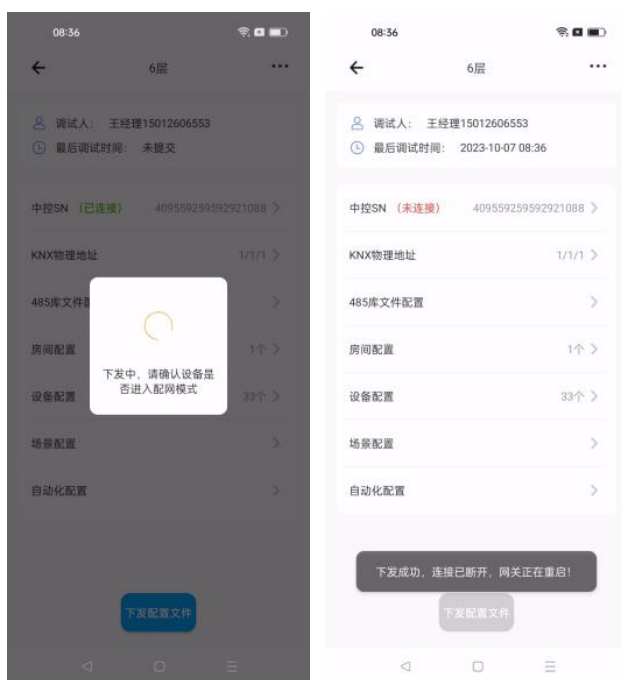 08:36
6层
调试人： 王经理15012606553
最后调试时间： 未提交
中控SN （已连接） 409559259592921088
KNX物理地址 1/1/1
485库文件配
房间配置 1个
下发中，请确认设备是
否进入配网模式
设备配置 33个
场景配置
自动化配置
下发配置文件
08:36
6层
调试人： 王经理15012606553
最后调试时间： 2023-10-07 08:36
中控SN （未连接） 409559259592921088
KNX物理地址 1/1/1
485库文件配置
房间配置 1个
设备配置 33个
场景配置
自动化配置
下发成功，连接已断开，网关正在重启！
下发配置文件